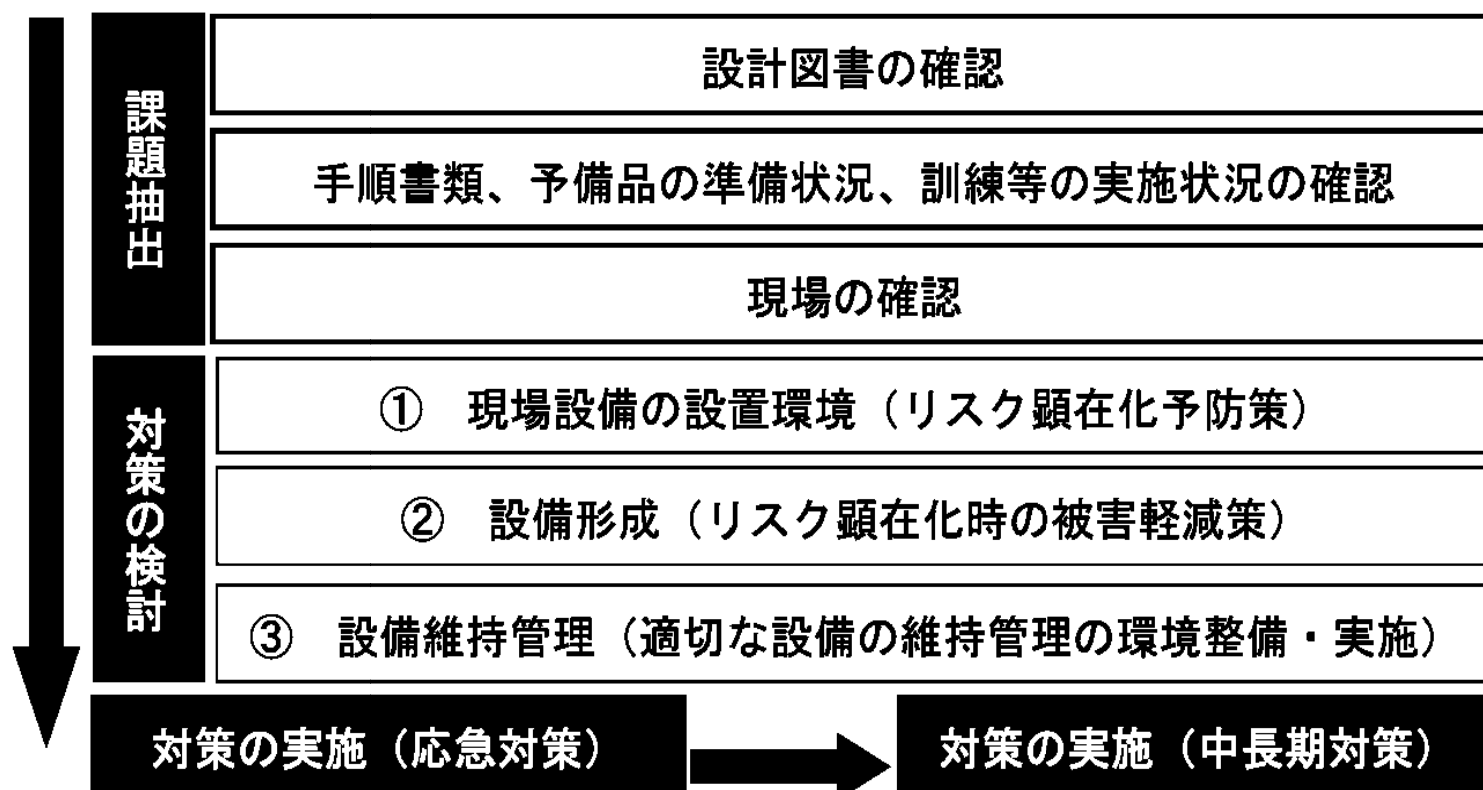 課題抽出
設計図書の確認
手順書類、予備品の準備状況、訓練等の実施状況の確認
現場の確認
対策の検討
① 現場設備の設置環境（リスク顕在化予防策）
② 設備形成（リスク顕在化時の被害軽減策）
③ 設備維持管理（適切な設備の維持管理の環境整備・実施）
対策の実施（応急対策）
対策の実施（中長期対策）